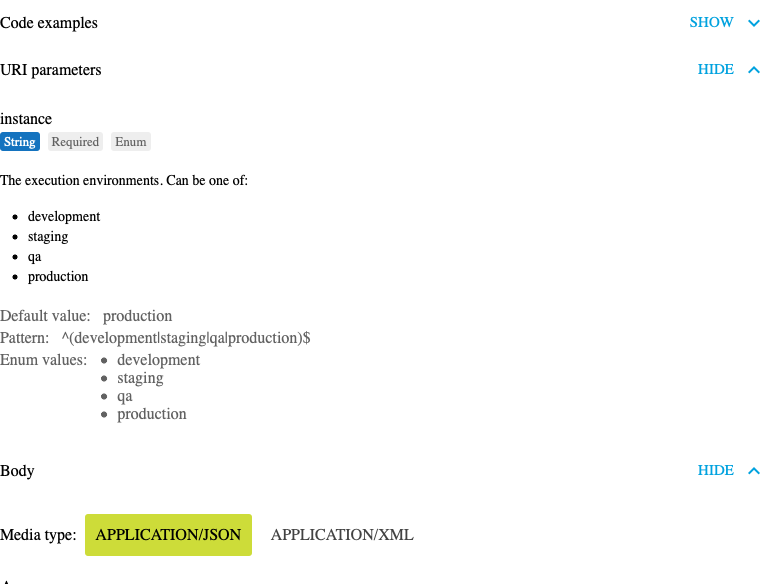 Code examples SHOW
URI parameters HIDE
instance
String Required Enum
The execution environments. Can be one of:
• development
• staging
• qa
• production
Default value: production
Pattern: ^(development|staging|qa|production)$
Enum values: • development
• staging
• qa
• production
Body HIDE
Media type: APPLICATION/JSON APPLICATION/XML